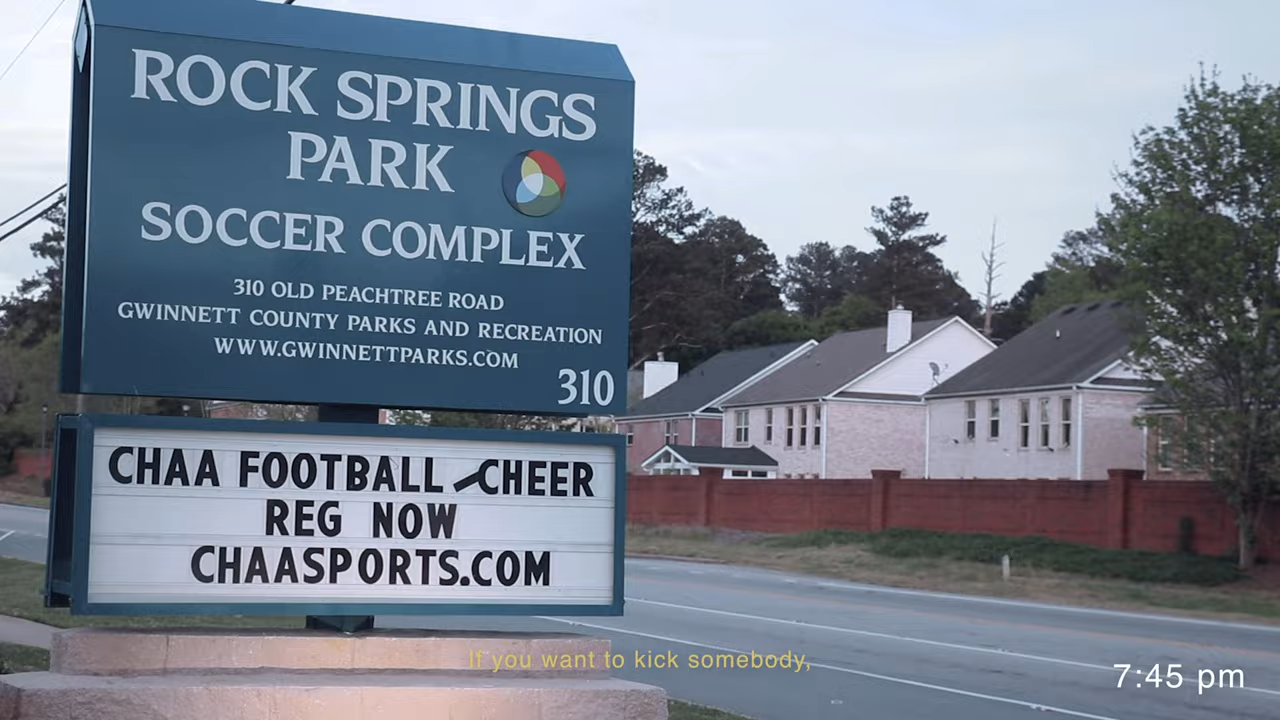 ROCK SPRINGS
PARK
SOCCER COMPLEX
310 OLD PEACHTREE ROAD
GWINNETT COUNTY PARKS AND RECREATION
WWW.GWINNETTPARKS.COM
310
CHAA FOOTBALL -CHEER
REG NOW
CHAASPORTS.COM
If you want to kick somebody,
7:45 pm